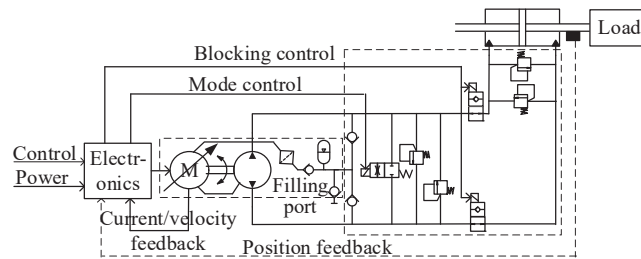 Load
Blocking control
Mode control
Control
Power
Electr-
onics
M
Filling
port
Current/velocity
feedback
Position feedback